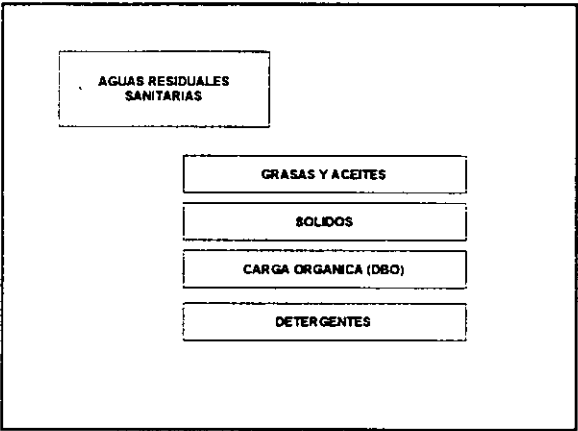 AGUAS RESIDUALES
SANITARIAS
GRASAS Y ACEITES
SOLIDOS
CARGA ORGANICA (DBO)
DETERGENTES